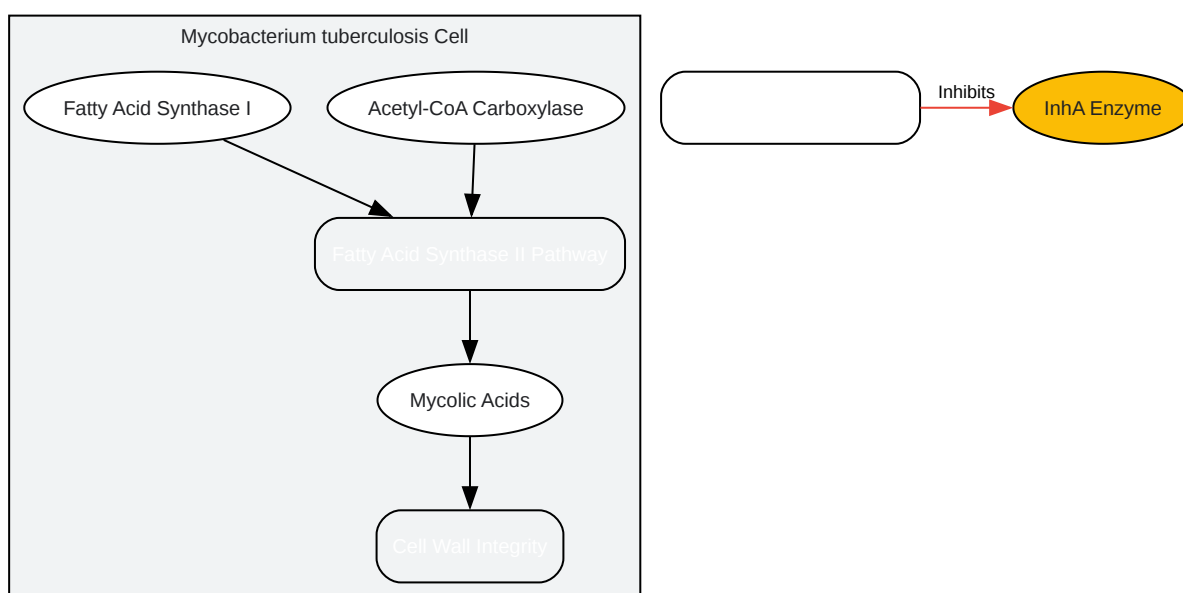 Mycobacterium tuberculosis Cell
Fatty Acid Synthase I
Acetyl-CoA Carboxylase
Inhibits
InhA Enzyme
Fatty Acid Synthase II Pathway
Mycolic Acids
Cell Wall Integrity